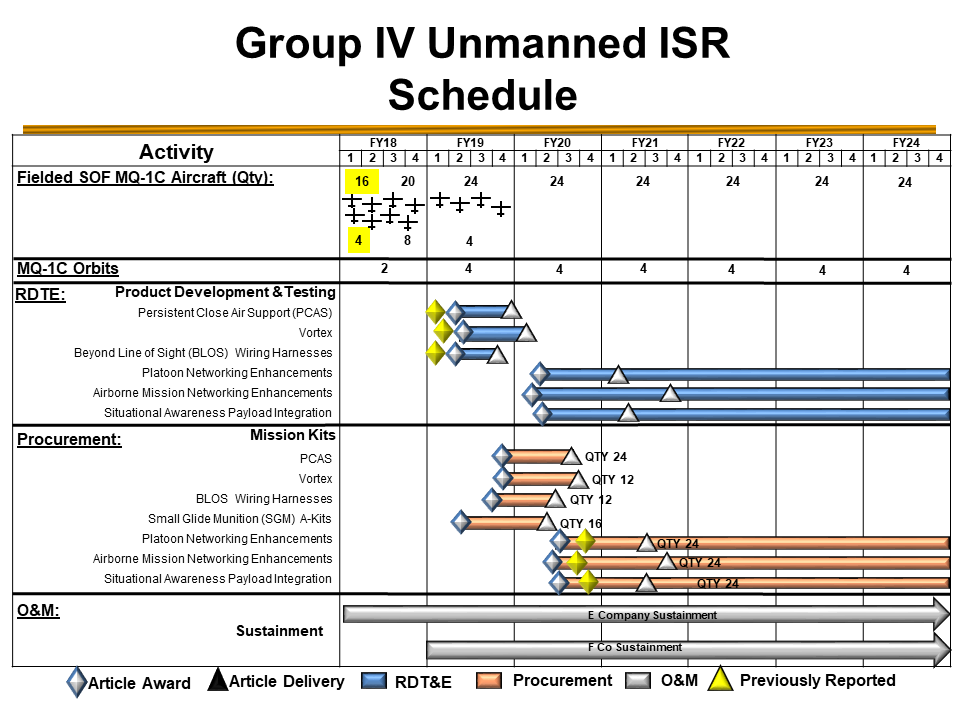 Group IV Unmanned ISR
Schedule
Activity
FY18 FY19 FY20 FY21 FY22 FY23 FY24
1 2 3 4 1 2 3 4 1 2 3 4 1 2 3 4 1 2 3 4 1 2 3 4 1 2 3 4
Fielded SOF MQ-1C Aircraft (Qty):
16 20 24 24 24 24 24 24
4 8 4
MQ-1C Orbits 2 4 4 4 4 4 4
RDTE: Product Development & Testing
Persistent Close Air Support (PCAS)
Vortex
Beyond Line of Sight (BLOS) Wiring Harnesses
Platoon Networking Enhancements
Airborne Mission Networking Enhancements
Situational Awareness Payload Integration
Procurement: Mission Kits
PCAS QTY 24
Vortex QTY 12
BLOS Wiring Harnesses QTY 12
Small Glide Munition (SGM) A-Kits QTY 16
Platoon Networking Enhancements QTY 24
Airborne Mission Networking Enhancements QTY 24
Situational Awareness Payload Integration QTY 24
O&M:
E Company Sustainment
Sustainment
F Co Sustainment
Article Award Article Delivery RDT&E Procurement O&M Previously Reported